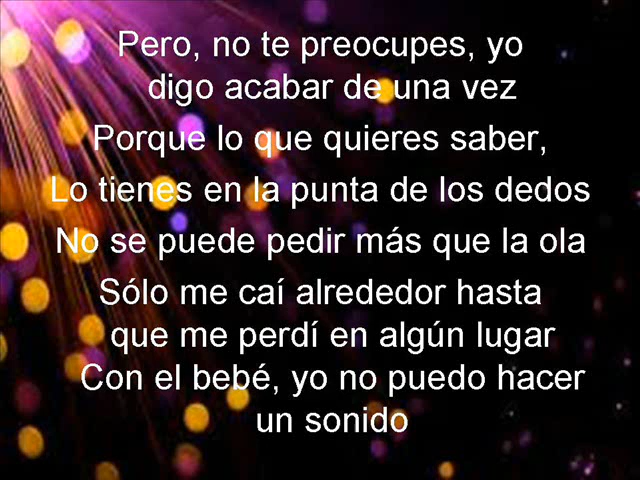 Pero, no te preocupes, yo
digo acabar de una vez
Porque lo que quieres saber,
Lo tienes en la punta de los dedos
No se puede pedir más que la ola
Sólo me caí alrededor hasta
que me perdí en algún lugar
Con el bebé, yo no puedo hacer
un sonido